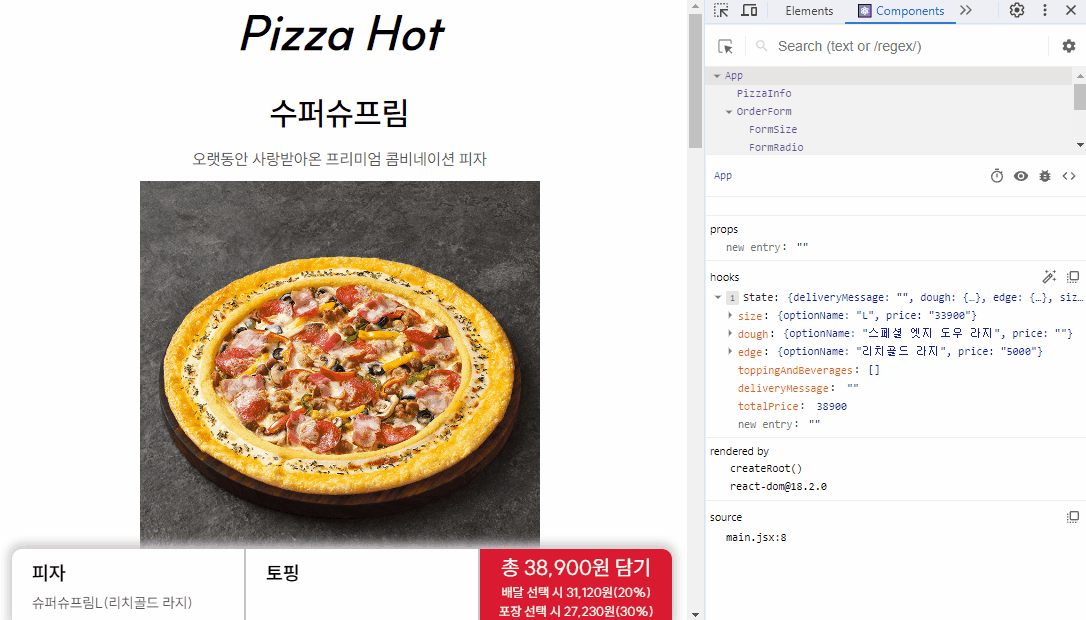 Pizza Hot
수퍼슈프림
오랫동안 사랑받아온 프리미엄 콤비네이션 피자
피자
수퍼슈프림L(리치골드 라지)
토핑
총 38,900원 담기
배달 선택 시 31,120원(20%)
포장 선택 시 27,230원(30%)
Elements
Components
Search (text or /regex/)
App
PizzaInfo
OrderForm
FormSize
FormRadio
App
props
new entry: ""
hooks
1 State: {deliveryMessage: "", dough: {…}, edge: {…}, siz…
size: {optionName: "L", price: "33900"}
dough: {optionName: "스페셜 엣지 도우 라지", price: ""}
edge: {optionName: "리치골드 라지", price: "5000"}
toppingAndBeverages: []
deliveryMessage: ""
totalPrice: 38900
new entry: ""
rendered by
createRoot()
react-dom@18.2.0
source
main.jsx:8